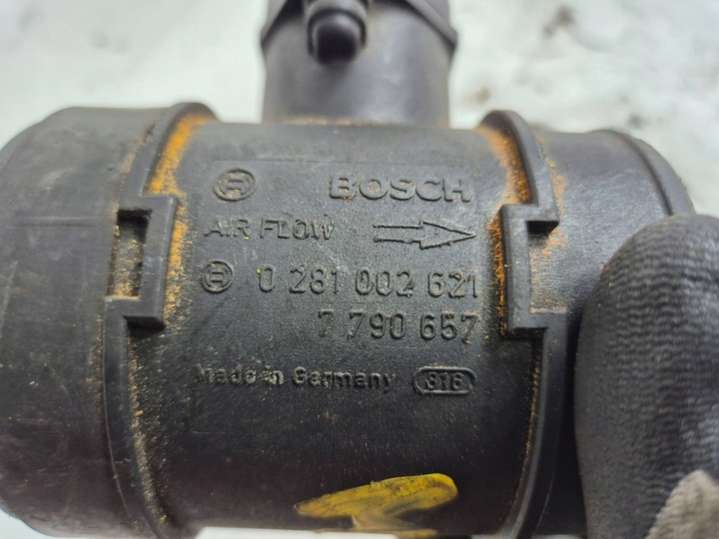 BOSCH
AIR FLOW
0 281 002 621
7 790 657
Made in Germany 816